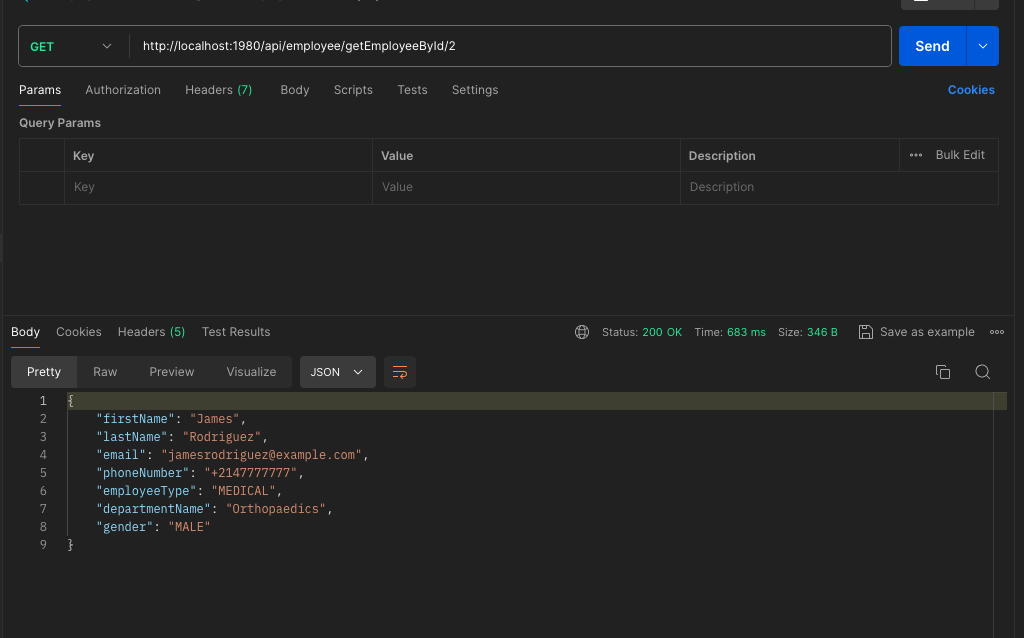 GET http://localhost:1980/api/employee/getEmployeeById/2 Send
Params Authorization Headers (7) Body Scripts Tests Settings Cookies
Query Params
Key Value Description ••• Bulk Edit
Key Value Description
Body Cookies Headers (5) Test Results Status: 200 OK Time: 683 ms Size: 346 B Save as example •••
Pretty Raw Preview Visualize JSON
1 {
2 "firstName": "James",
3 "lastName": "Rodriguez",
4 "email": "jamesrodriguez@example.com",
5 "phoneNumber": "+2147777777",
6 "employeeType": "MEDICAL",
7 "departmentName": "Orthopaedics",
8 "gender": "MALE"
9 }